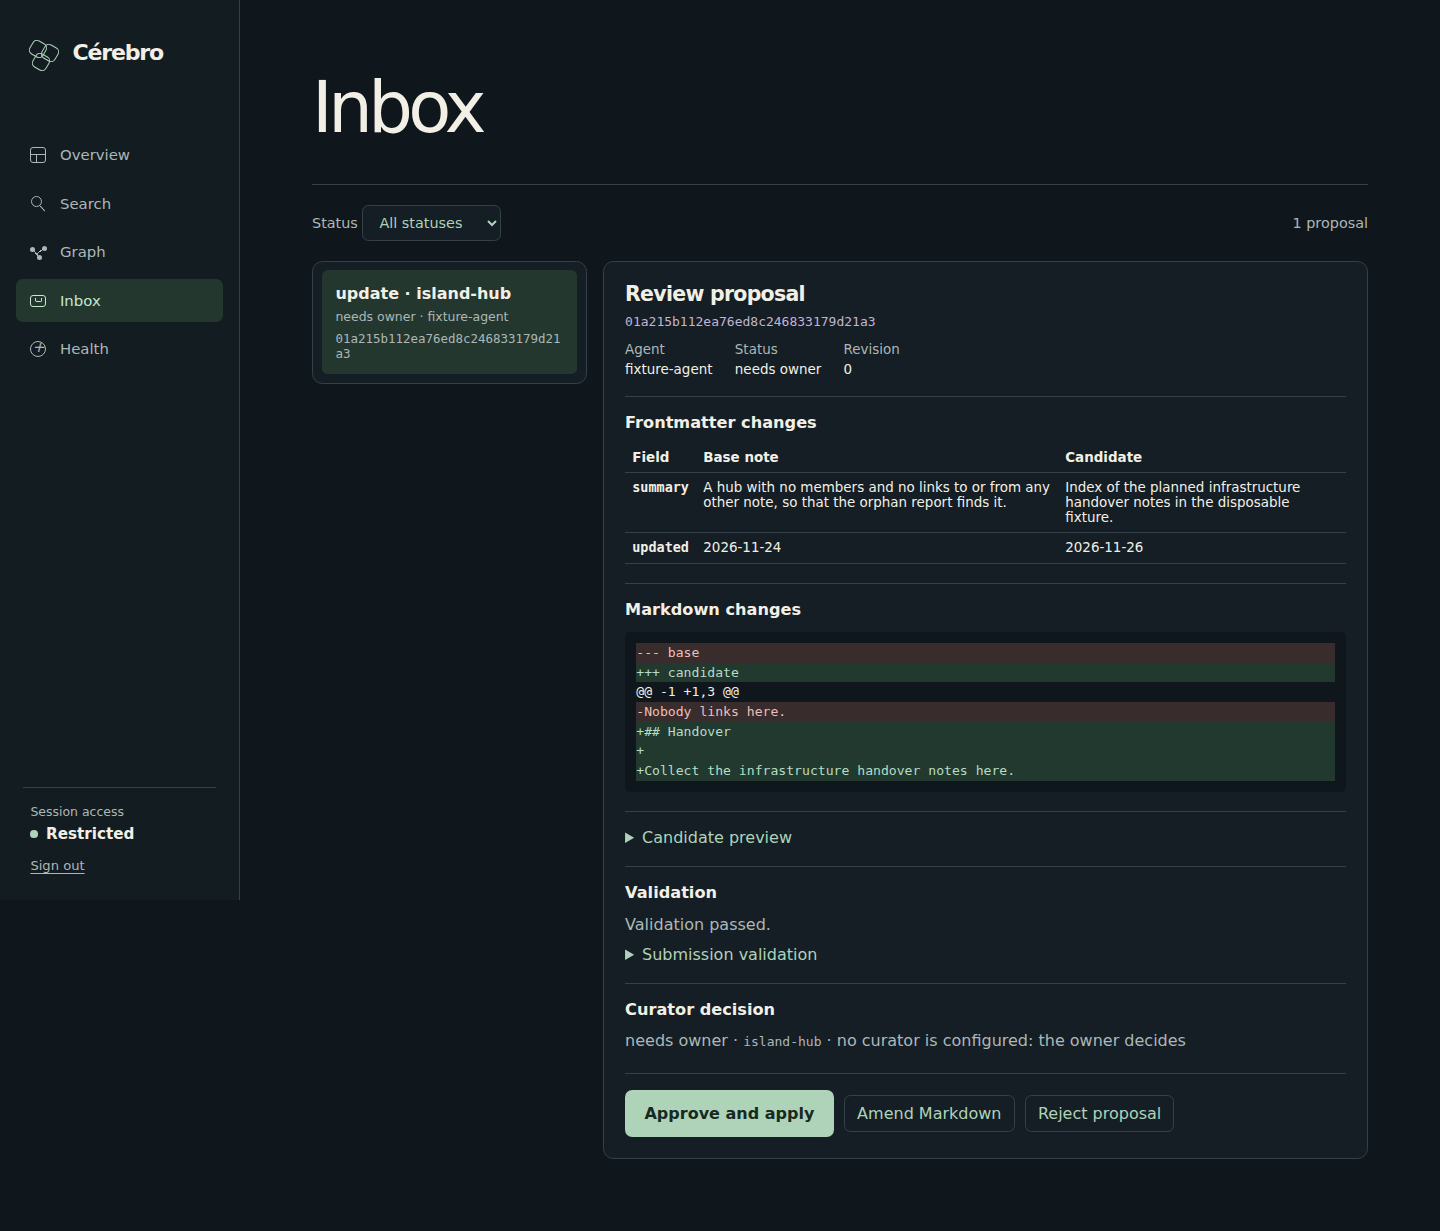 Cérebro
Overview
Search
Graph
Inbox
Health
Session access
Restricted
Sign out
Inbox
Status All statuses
1 proposal
update · island-hub
needs owner · fixture-agent
01a215b112ea76ed8c246833179d21
a3
Review proposal
01a215b112ea76ed8c246833179d21a3
Agent Status Revision
fixture-agent needs owner 0
Frontmatter changes
Field Base note Candidate
summary A hub with no members and no links to or from any Index of the planned infrastructure
other note, so that the orphan report finds it. handover notes in the disposable
fixture.
updated 2026-11-24 2026-11-26
Markdown changes
--- base
+++ candidate
@@ -1 +1,3 @@
-Nobody links here.
+## Handover
+
+Collect the infrastructure handover notes here.
Candidate preview
Validation
Validation passed.
Submission validation
Curator decision
needs owner · island-hub · no curator is configured: the owner decides
Approve and apply Amend Markdown Reject proposal